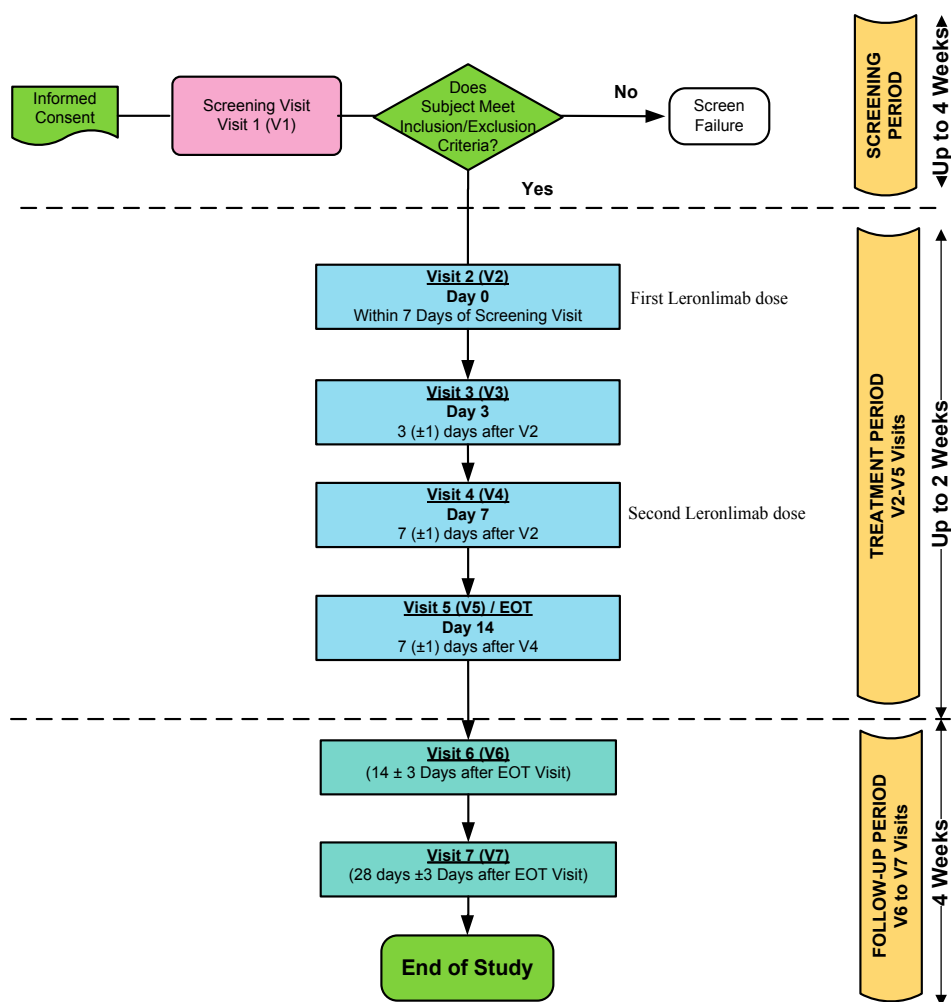 Informed
Consent
Screening Visit
Visit 1 (V1)
Does
Subject Meet
Inclusion/Exclusion
Criteria?
No
Screen
Failure
Yes
SCREENING
PERIOD
Up to 4 Weeks
Visit 2 (V2)
Day 0
Within 7 Days of Screening Visit
First Leronlimab dose
Visit 3 (V3)
Day 3
3 (±1) days after V2
Visit 4 (V4)
Day 7
7 (±1) days after V2
Second Leronlimab dose
Visit 5 (V5) / EOT
Day 14
7 (±1) days after V4
TREATMENT PERIOD
V2-V5 Visits
Up to 2 Weeks
Visit 6 (V6)
(14 ± 3 Days after EOT Visit)
Visit 7 (V7)
(28 days ±3 Days after EOT Visit)
End of Study
FOLLOW-UP PERIOD
V6 to V7 Visits
4 Weeks